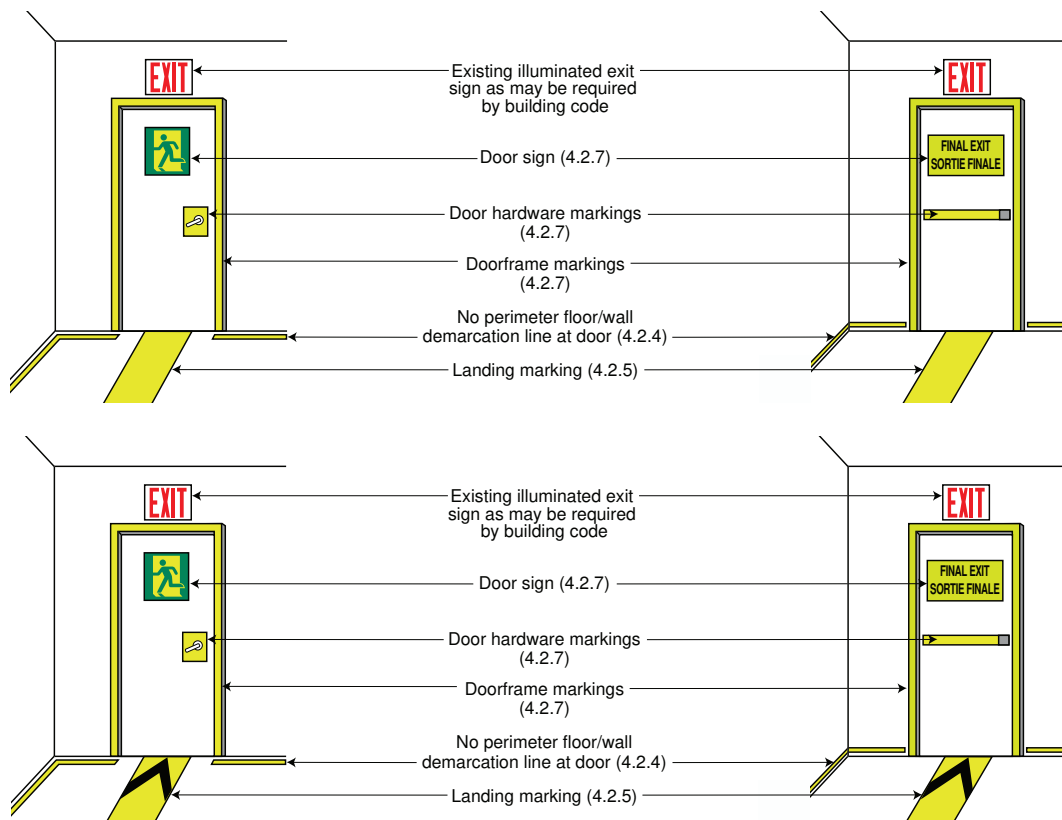 EXIT
Existing illuminated exit
sign as may be required
by building code
EXIT
Door sign (4.2.7)
FINAL EXIT
SORTIE FINALE
Door hardware markings
(4.2.7)
Doorframe markings
(4.2.7)
No perimeter floor/wall
demarcation line at door (4.2.4)
Landing marking (4.2.5)
EXIT
Existing illuminated exit
sign as may be required
by building code
EXIT
Door sign (4.2.7)
FINAL EXIT
SORTIE FINALE
Door hardware markings
(4.2.7)
Doorframe markings
(4.2.7)
No perimeter floor/wall
demarcation line at door (4.2.4)
Landing marking (4.2.5)